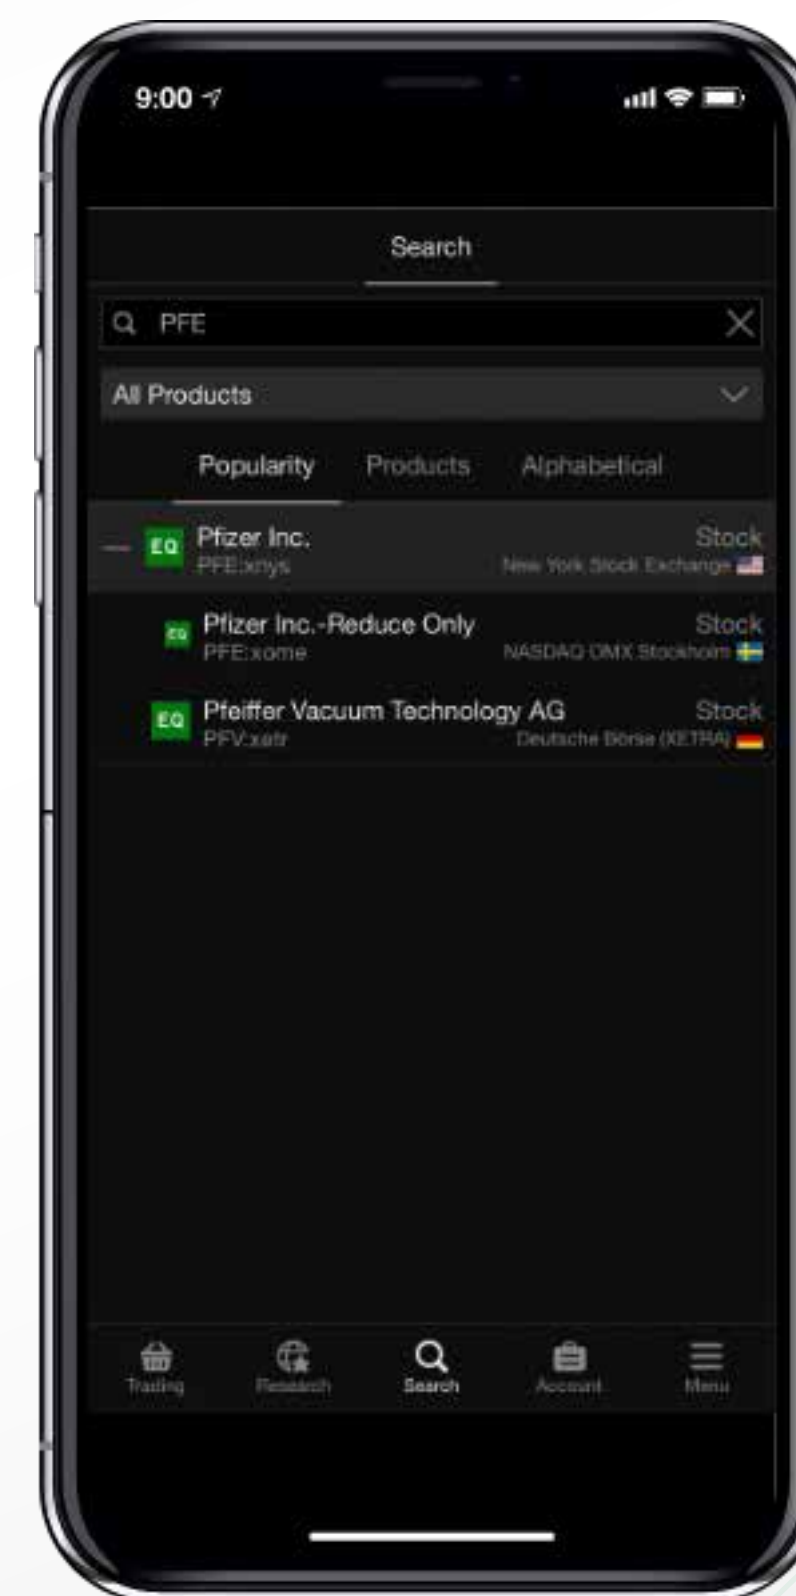 9:00
Search
PFE
All Products
Popularity Products Alphabetical
EQ Pfizer Inc. Stock
PFE:xnys New York Stock Exchange
EQ Pfizer Inc.-Reduce Only Stock
PFE:xome NASDAQ OMX Stockholm
EQ Pfeiffer Vacuum Technology AG Stock
PFV:xetr Deutsche Börse (XETRA)
Trading Research Search Account Menu